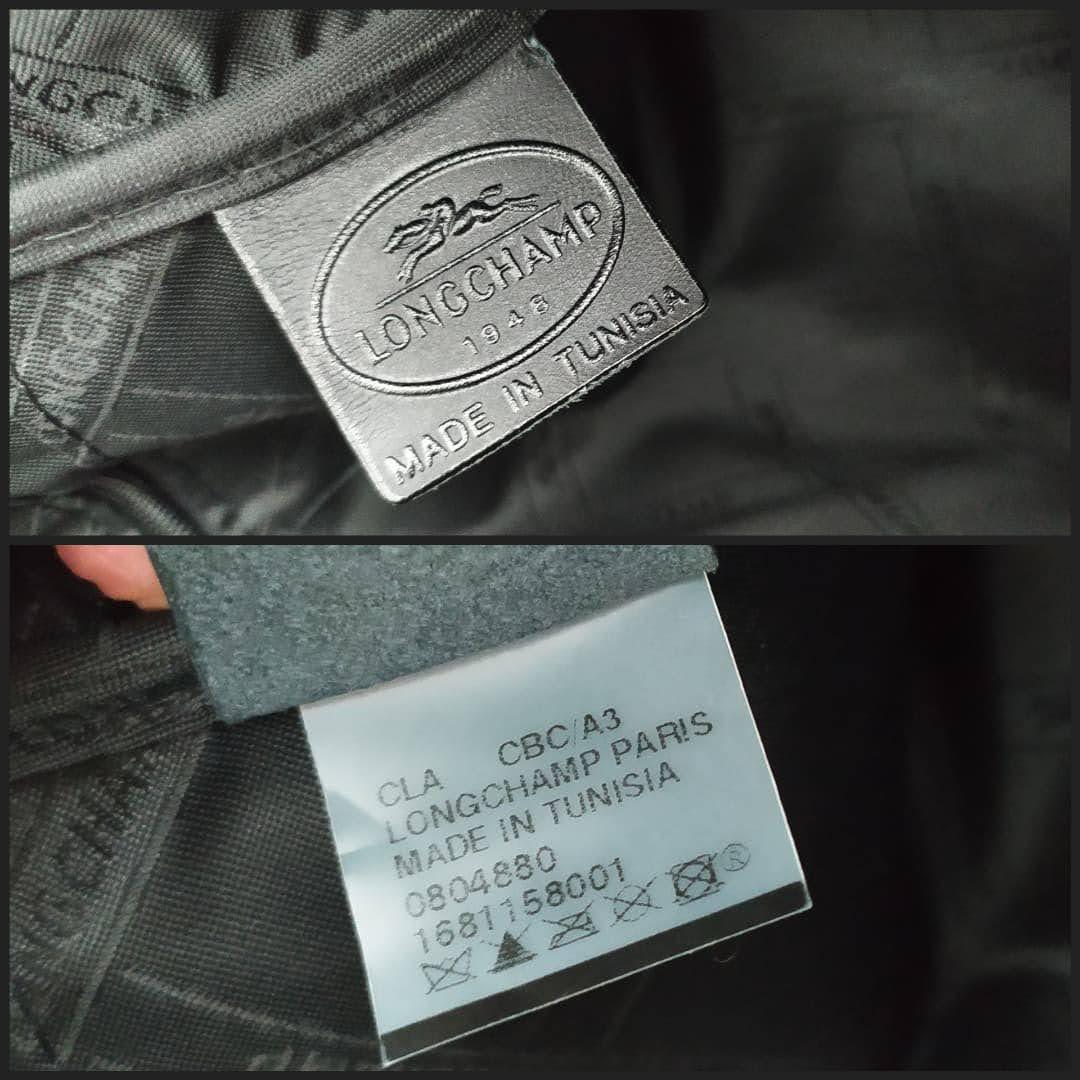 LONGCHAMP
1948
MADE IN TUNISIA
CLA CBC/A3
LONGCHAMP PARIS
MADE IN TUNISIA
0804880
1681158001
®